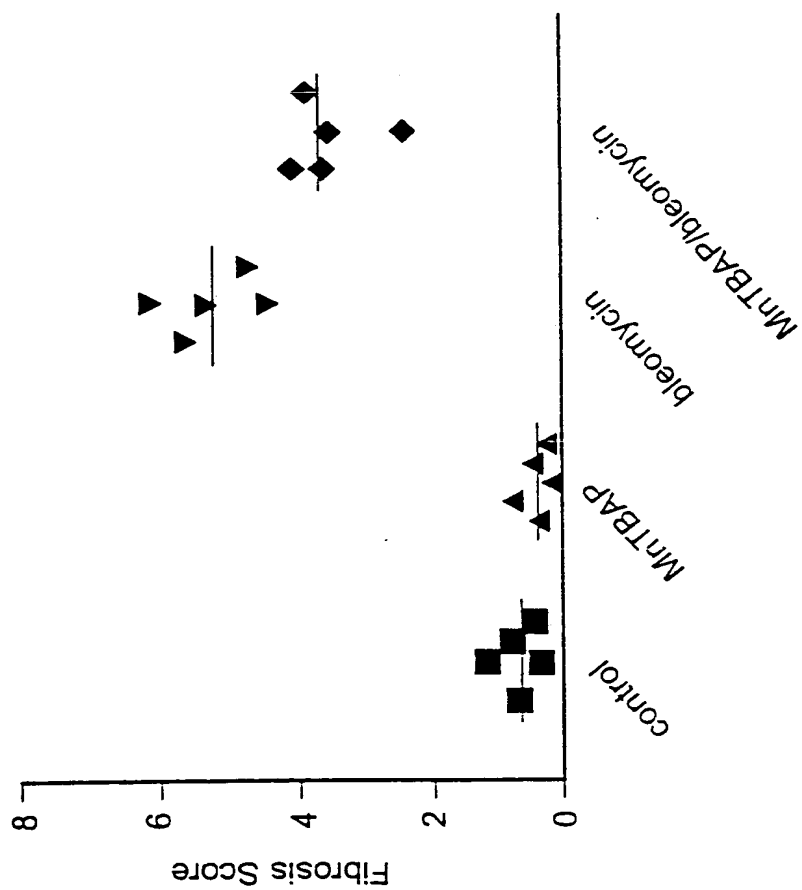 Fibrosis Score
8
6
4
2
0
control
MnTBAP
bleomycin
MnTBAP/bleomycin